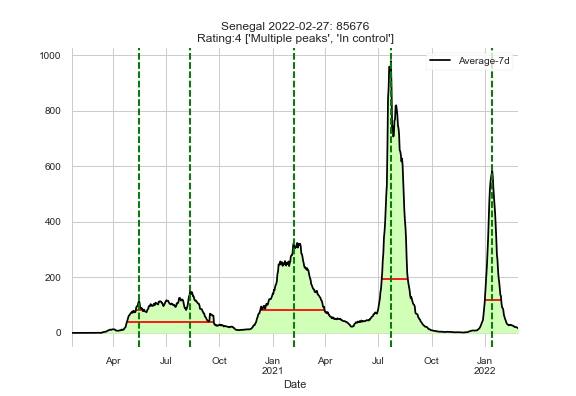 Senegal 2022-02-27: 85676
Rating:4 ['Multiple peaks', 'In control']
1000
Average-7d
800
600
400
200
0
Apr Jul Oct Jan Apr Jul Oct Jan
2021 2022
Date